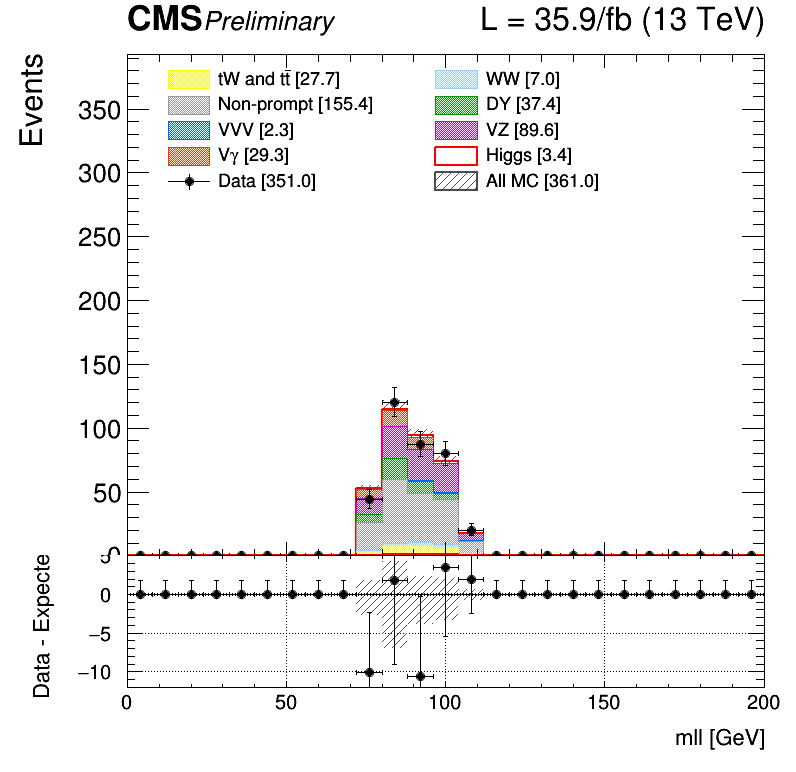 CMS Preliminary L = 35.9/fb (13 TeV)
Events
tW and tt̄ [27.7]
Non-prompt [155.4]
VVV [2.3]
Vγ [29.3]
Data [351.0]
WW [7.0]
DY [37.4]
VZ [89.6]
Higgs [3.4]
All MC [361.0]
350
300
250
200
150
100
50
Data - Expecte
0
−5
−10
0 50 100 150 200
mll [GeV]